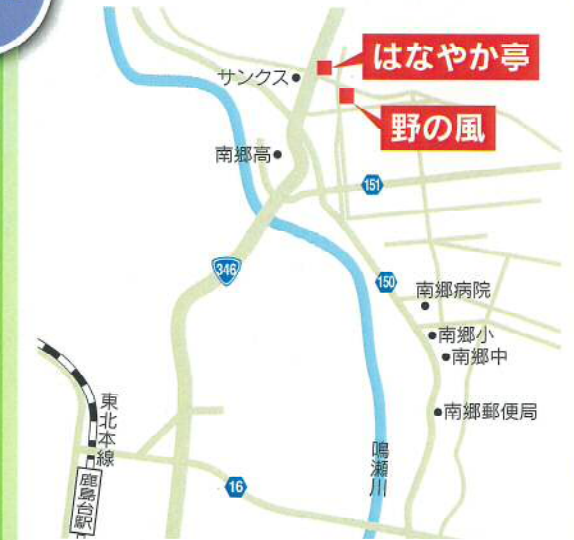 はなやか亭
サンクス
野の風
南郷高
151
346
150
南郷病院
南郷小
南郷中
東北本線
南郷郵便局
鳴瀬川
16
鹿島台駅